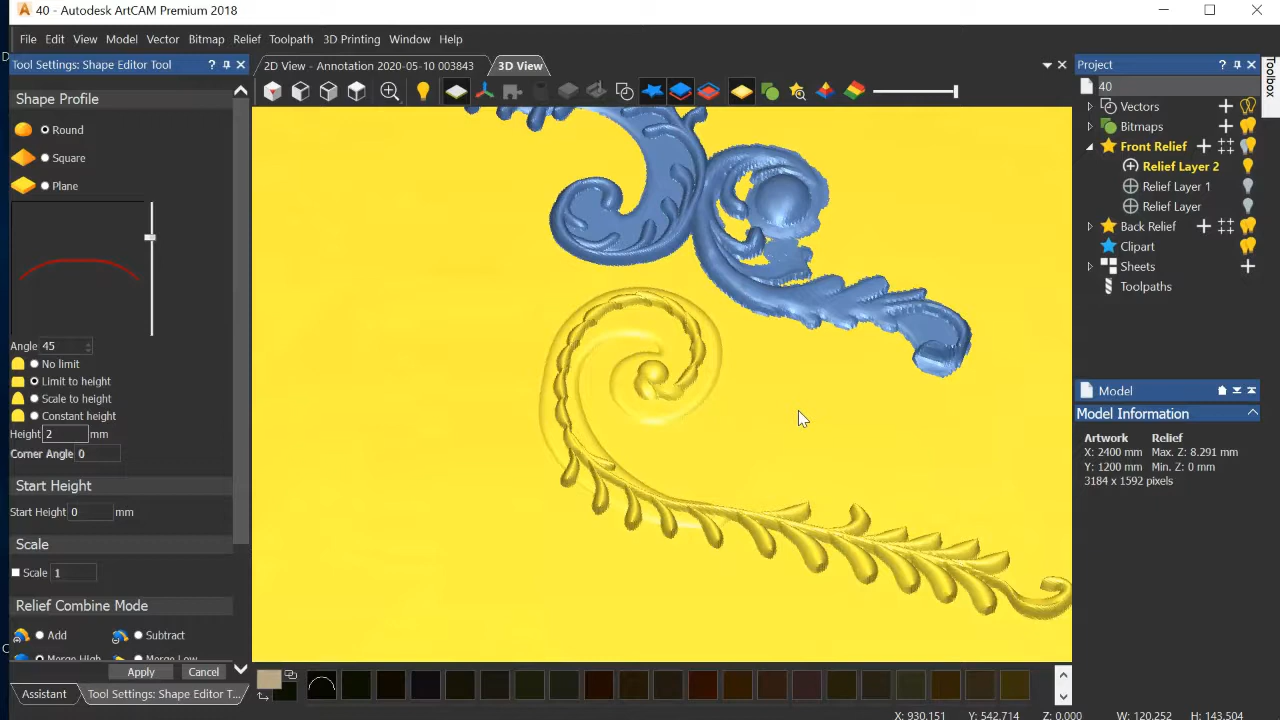 40 - Autodesk ArtCAM Premium 2018
File Edit View Model Vector Bitmap Relief Toolpath 3D Printing Window Help
Tool Settings: Shape Editor Tool
2D View - Annotation 2020-05-10 003843
3D View
Project
Toolbox
Shape Profile
Round
Square
Plane
Angle 45
No limit
Limit to height
Scale to height
Constant height
Height 2 mm
Corner Angle 0
Start Height
Start Height 0 mm
Scale
Scale 1
Relief Combine Mode
Add Subtract
Merge High Merge Low
Apply Cancel
Assistant Tool Settings: Shape Editor T...
40
Vectors
Bitmaps
Front Relief
Relief Layer 2
Relief Layer 1
Relief Layer
Back Relief
Clipart
Sheets
Toolpaths
Model
Model Information
Artwork Relief
X: 2400 mm Max. Z: 8.291 mm
Y: 1200 mm Min. Z: 0 mm
3184 x 1592 pixels
X: 930.151 Y: 542.714 Z: 0.000 W: 120.252 H: 143.504